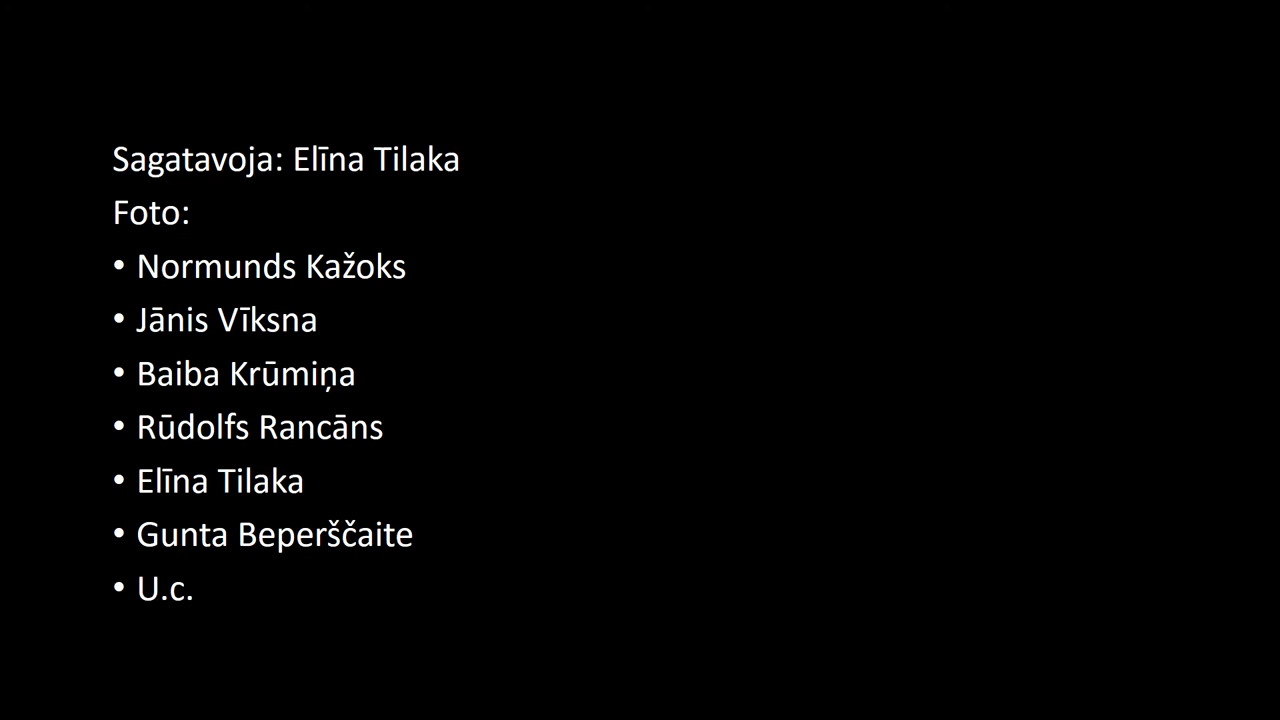 Sagatavoja: Elīna Tilaka
Foto:
• Normunds Kažoks
• Jānis Vīksna
• Baiba Krūmiņa
• Rūdolfs Rancāns
• Elīna Tilaka
• Gunta Beperščaite
• U.c.